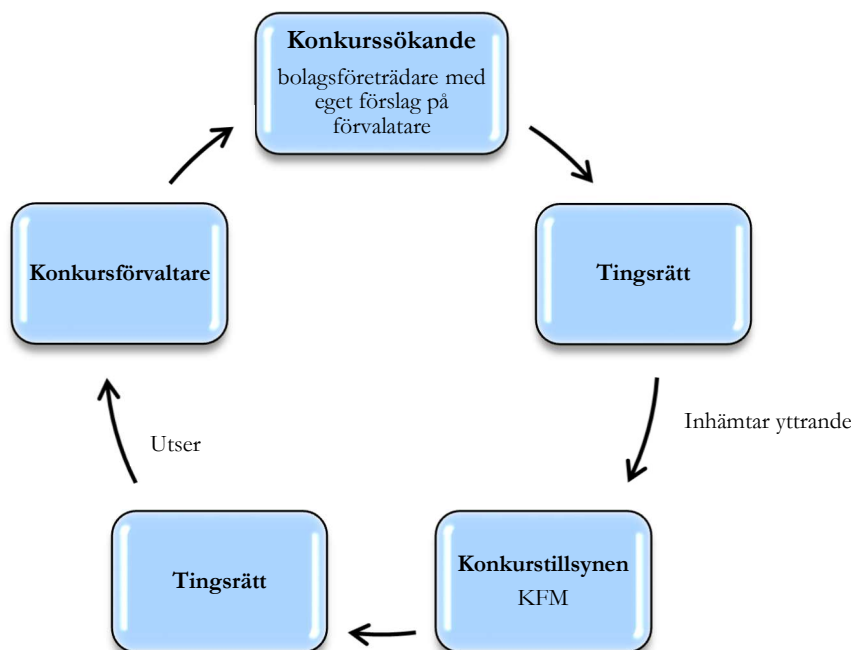 Konkurssökande
bolagsföreträdare med
eget förslag på
förvalatare
Tingsrätt
Inhämtar yttrande
Konkurstillsynen
KFM
Tingsrätt
Utser
Konkursförvaltare